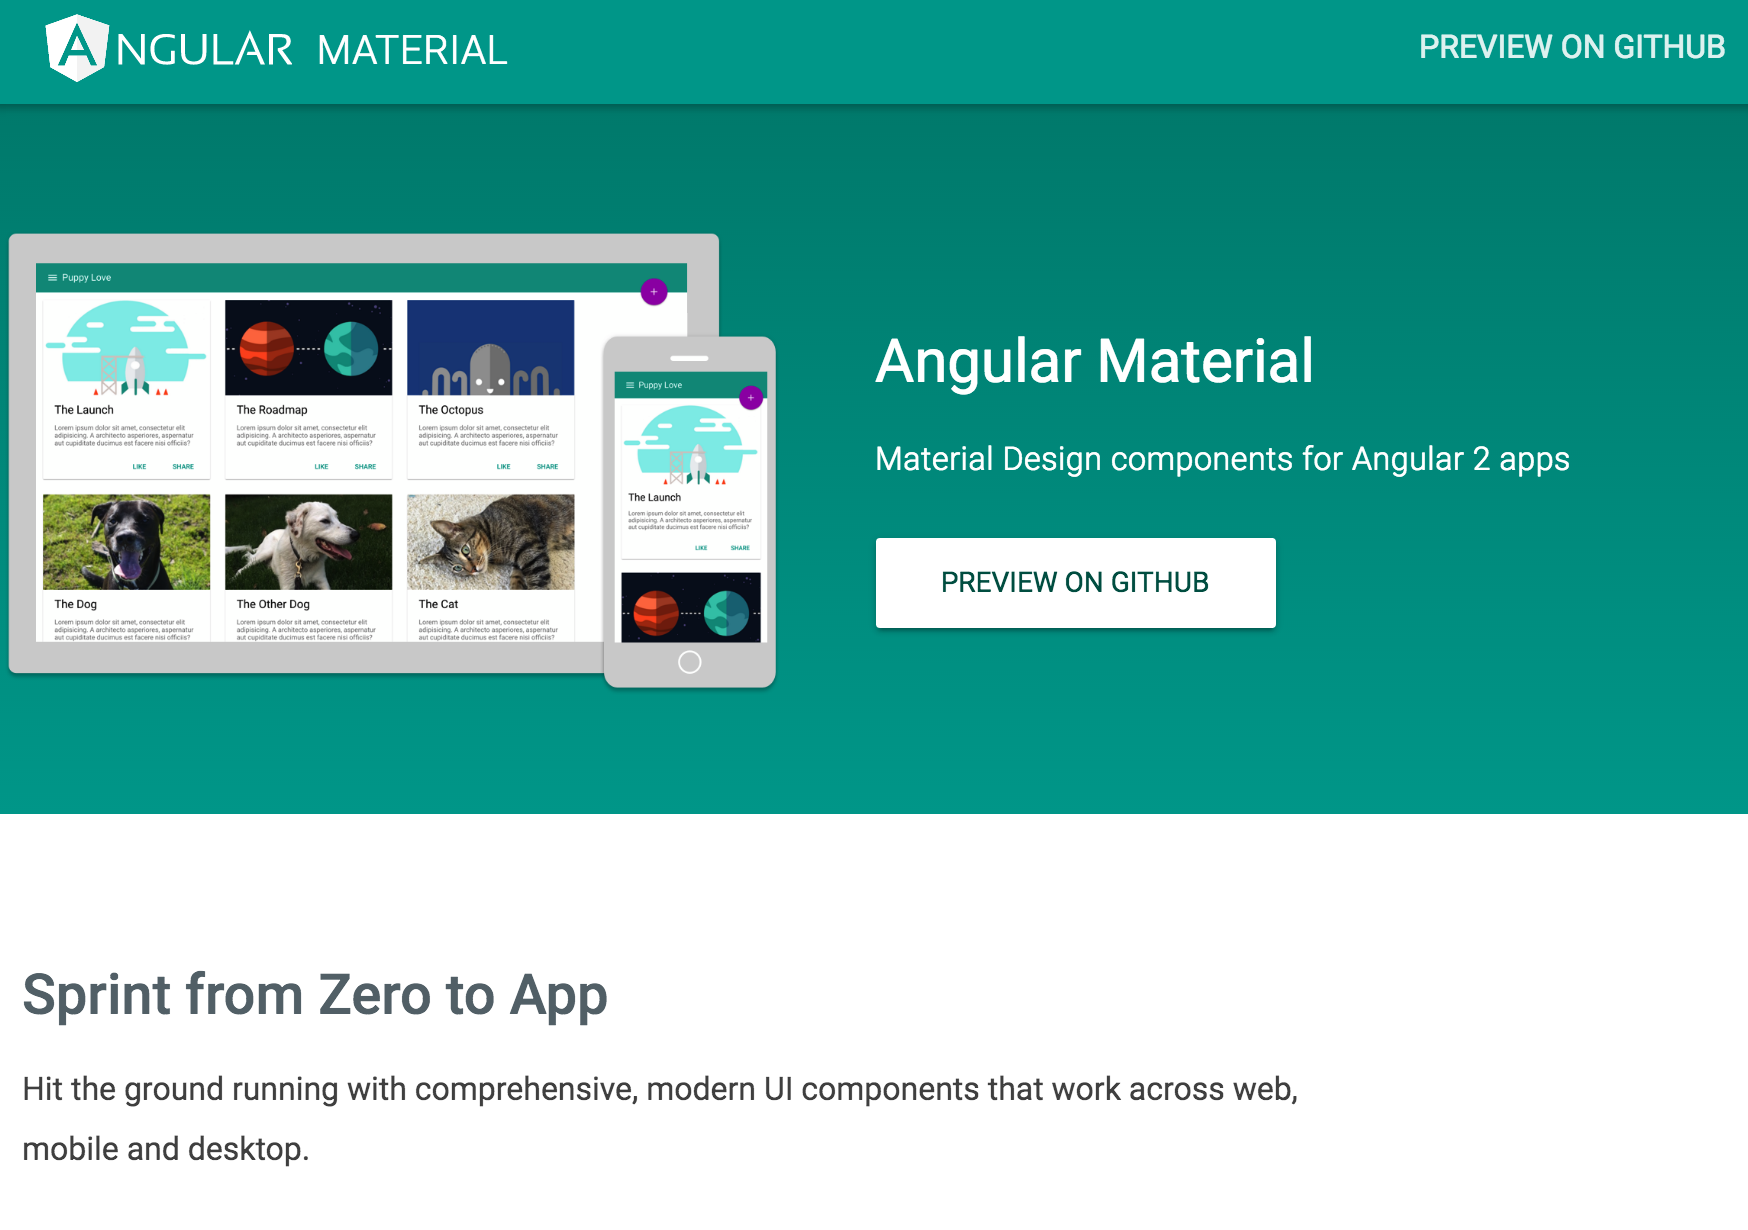 ANGULAR MATERIAL
PREVIEW ON GITHUB
Puppy Love
+
The Launch
Lorem ipsum dolor sit amet, consectetur elit
adipisicing. A architecto asperiores, aspernatur
aut cupiditate ducimus est facere nisi officiis?
LIKE SHARE
The Roadmap
Lorem ipsum dolor sit amet, consectetur elit
adipisicing. A architecto asperiores, aspernatur
aut cupiditate ducimus est facere nisi officiis?
LIKE SHARE
The Octopus
Lorem ipsum dolor sit amet, consectetur elit
adipisicing. A architecto asperiores, aspernatur
aut cupiditate ducimus est facere nisi officiis?
LIKE SHARE
The Dog
Lorem ipsum dolor sit amet, consectetur elit
adipisicing. A architecto asperiores, aspernatur
aut cupiditate ducimus est facere nisi officiis?
The Other Dog
Lorem ipsum dolor sit amet, consectetur elit
adipisicing. A architecto asperiores, aspernatur
aut cupiditate ducimus est facere nisi officiis?
The Cat
Lorem ipsum dolor sit amet, consectetur elit
adipisicing. A architecto asperiores, aspernatur
aut cupiditate ducimus est facere nisi officiis?
Puppy Love
+
The Launch
Lorem ipsum dolor sit amet, consectetur elit
adipisicing. A architecto asperiores, aspernatur
aut cupiditate ducimus est facere nisi officiis?
LIKE SHARE
Angular Material
Material Design components for Angular 2 apps
PREVIEW ON GITHUB
Sprint from Zero to App
Hit the ground running with comprehensive, modern UI components that work across web,
mobile and desktop.